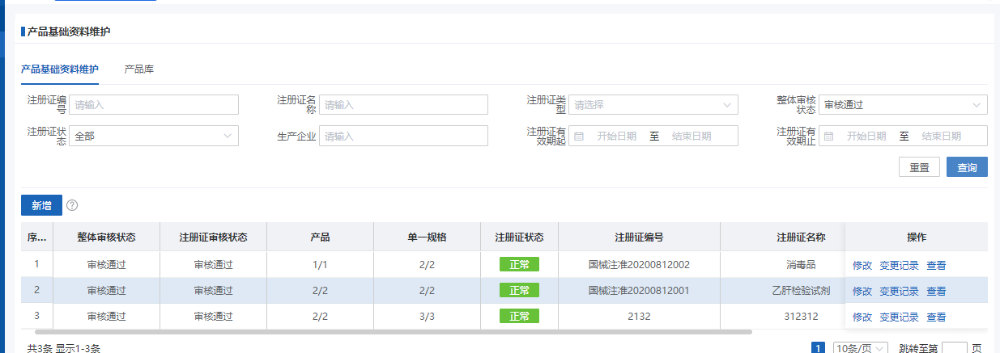 产品基础资料维护
产品基础资料维护 产品库
注册证编号 请输入 注册证名称 请输入 注册证类型 请选择 整体审核状态 审核通过
注册证状态 全部 生产企业 请输入 注册证有效期起 开始日期 至 结束日期 注册证有效期止 开始日期 至 结束日期
重置 查询
新增 ?
序... 整体审核状态 注册证审核状态 产品 单一规格 注册证状态 注册证编号 注册证名称 操作
1 审核通过 审核通过 1/1 2/2 正常 国械注准20200812002 消毒品 修改 变更记录 查看
2 审核通过 审核通过 2/2 2/2 正常 国械注准20200812001 乙肝检验试剂 修改 变更记录 查看
3 审核通过 审核通过 2/2 3/3 正常 2132 312312 修改 变更记录 查看
共3条 显示1-3条 1 10条/页 跳转至第 页